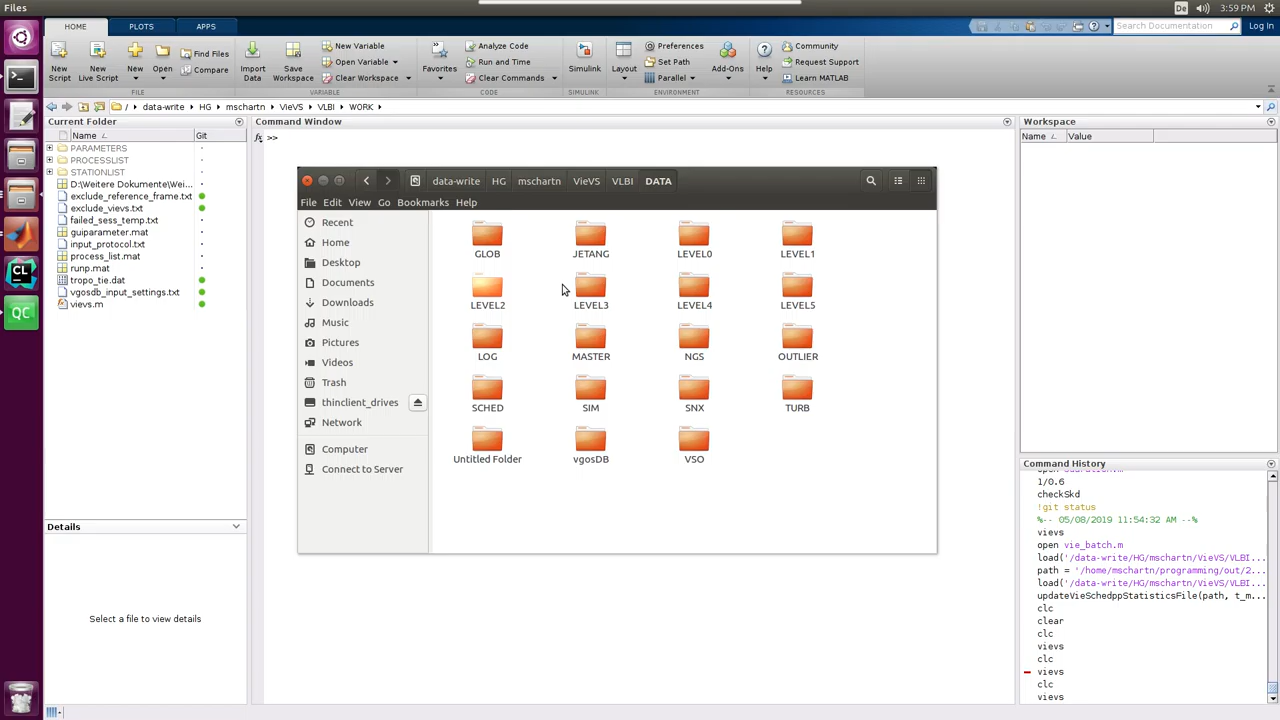 Files
De
3:59 PM
HOME
PLOTS
APPS
Search Documentation
Log In
New Script
New Live Script
New
Open
Find Files
Compare
Import Data
Save Workspace
New Variable
Open Variable
Clear Workspace
Favorites
Analyze Code
Run and Time
Clear Commands
Simulink
Layout
Preferences
Set Path
Parallel
Add-Ons
Help
Community
Request Support
Learn MATLAB
FILE
VARIABLE
CODE
SIMULINK
ENVIRONMENT
RESOURCES
/ data-write HG mschartn VieVS VLBI WORK
Current Folder
Name
Git
PARAMETERS
PROCESSLIST
STATIONLIST
D:\Weitere Dokumente\Wei...
exclude_reference_frame.txt
exclude_vievs.txt
failed_sess_temp.txt
guiparameter.mat
input_protocol.txt
process_list.mat
runp.mat
tropo_tie.dat
vgosdb_input_settings.txt
vievs.m
Details
Select a file to view details
Command Window
fx >>
data-write HG mschartn VieVS VLBI DATA
File Edit View Go Bookmarks Help
Recent
Home
Desktop
Documents
Downloads
Music
Pictures
Videos
Trash
thinclient_drives
Network
Computer
Connect to Server
GLOB JETANG LEVEL0 LEVEL1
LEVEL2 LEVEL3 LEVEL4 LEVEL5
LOG MASTER NGS OUTLIER
SCHED SIM SNX TURB
Untitled Folder vgosDB VSO
Workspace
Name
Value
Command History
1/0.6
checkSkd
!git status
%-- 05/08/2019 11:54:32 AM --%
vievs
open vie_batch.m
load('/data-write/HG/mschartn/VieVS/VLBI...
path = '/home/mschartn/programming/out/2...
load('/data-write/HG/mschartn/VieVS/VLBI...
updateVieSchedppStatisticsFile(path, t_m...
clc
clear
clc
vievs
clc
vievs
clc
vievs
CL
QC